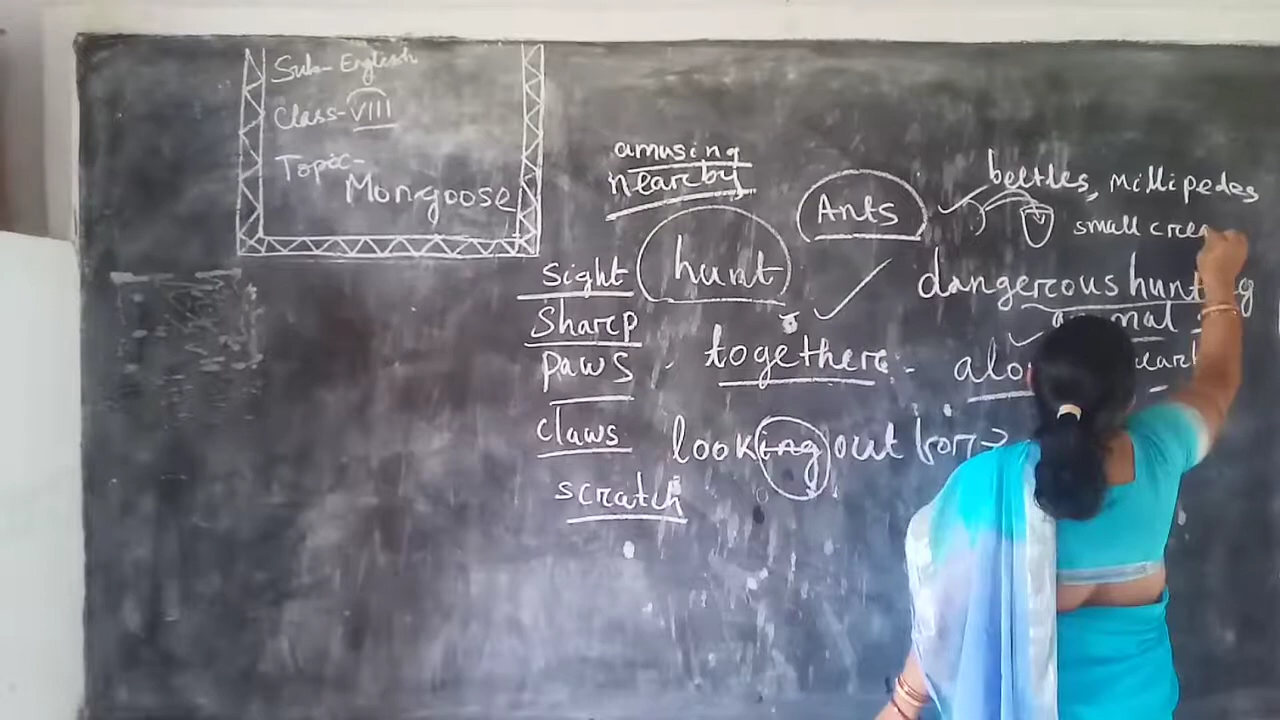 Sub- English
Class- VIII
Topic-
Mongoose
amusing
nearby
Ants
beetles, millipedes
small crea
hunt
sight
sharp
paws
claws
scratch
dangerous hunting
animal
together:-
looking out for